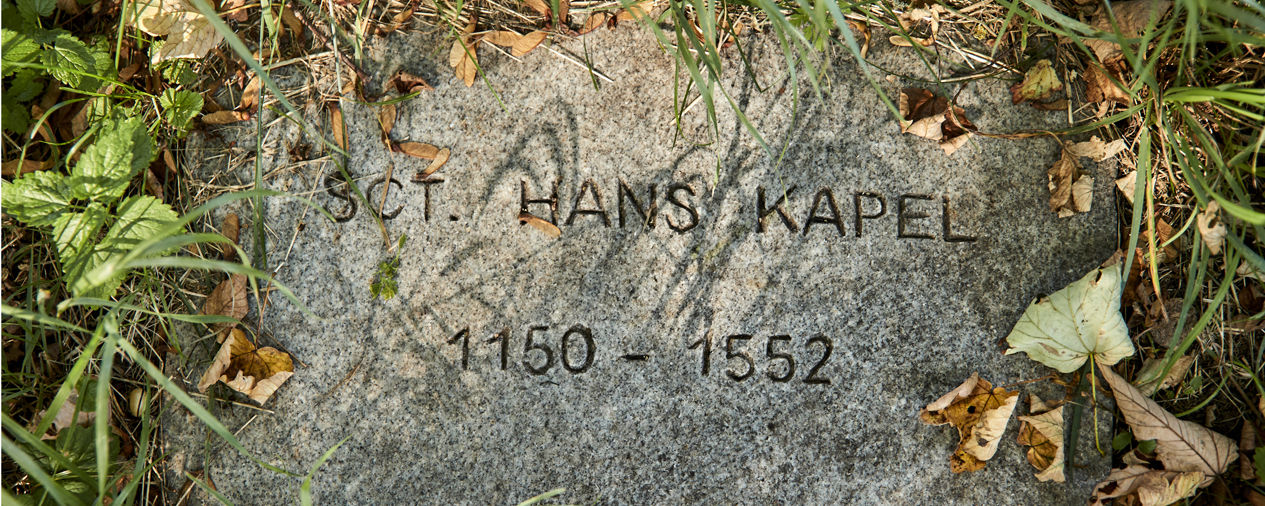 SCT. HANS KAPEL
1150 - 1552